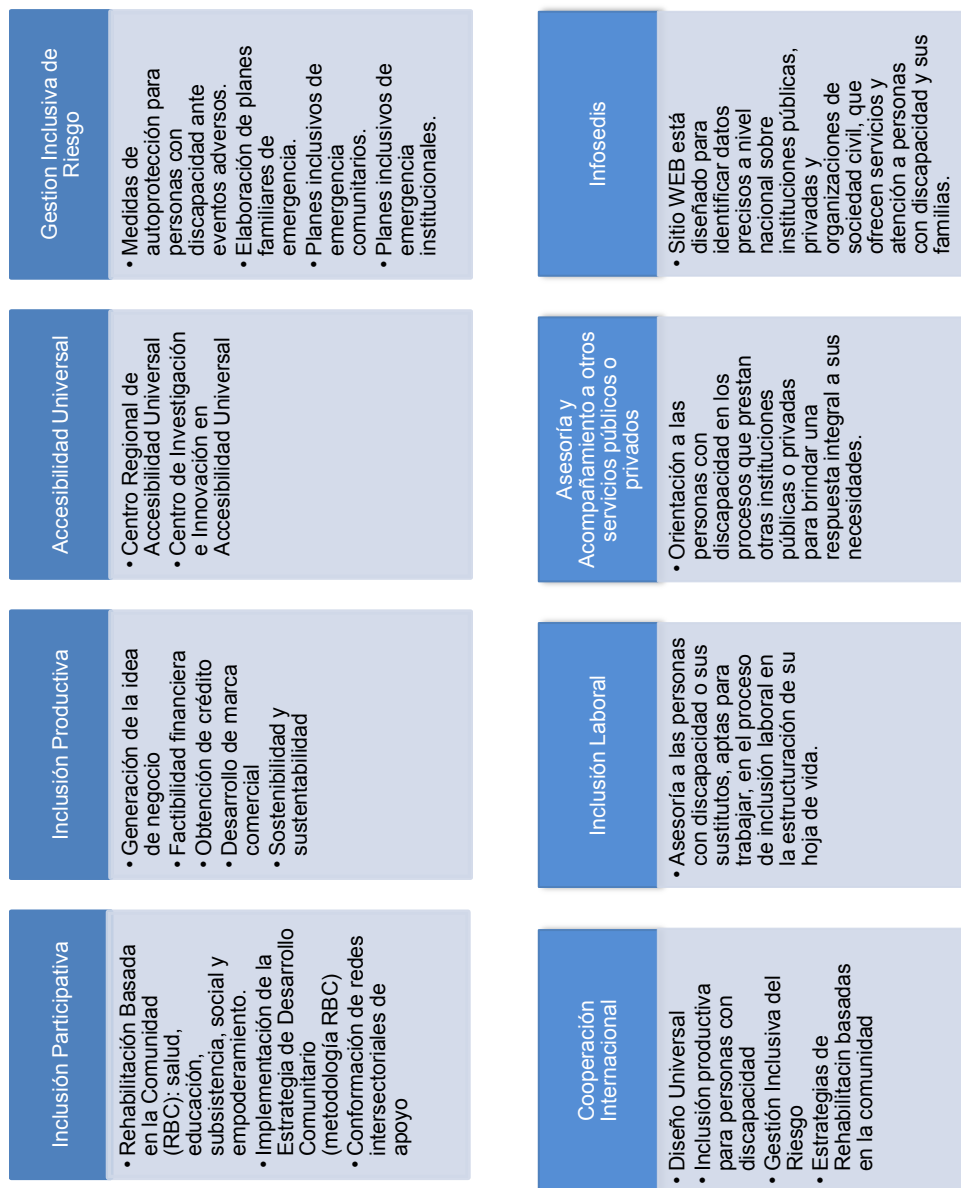 Inclusión Participativa
• Rehabilitación Basada
en la Comunidad
(RBC): salud,
educación,
subsistencia, social y
empoderamiento.
• Implementación de la
Estrategia de Desarrollo
Comunitario
(metodología RBC)
• Conformación de redes
intersectoriales de
apoyo
Inclusión Productiva
• Generación de la idea
de negocio
• Factibilidad financiera
• Obtención de crédito
• Desarrollo de marca
comercial
• Sostenibilidad y
sustentabilidad
Accesibilidad Universal
• Centro Regional de
Accesibilidad Universal
• Centro de Investigación
e Innovación en
Accesibilidad Universal
Gestion Inclusiva de
Riesgo
• Medidas de
autoprotección para
personas con
discapacidad ante
eventos adversos.
• Elaboración de planes
familiares de
emergencia.
• Planes inclusivos de
emergencia
comunitarios.
• Planes inclusivos de
emergencia
institucionales.
Cooperación
Internacional
• Diseño Universal
• Inclusión productiva
para personas con
discapacidad
• Gestión Inclusiva del
Riesgo
• Estrategias de
Rehabilitacin basadas
en la comunidad
Inclusión Laboral
• Asesoría a las personas
con discapacidad o sus
sustitutos, aptas para
trabajar, en el proceso
de inclusión laboral en
la estructuración de su
hoja de vida.
Asesoría y
Acompañamiento a otros
servicios públicos o
privados
• Orientación a las
personas con
discapacidad en los
procesos que prestan
otras instituciones
públicas o privadas
para brindar una
respuesta integral a sus
necesidades.
Infosedis
• Sitio WEB está
diseñado para
identificar datos
precisos a nivel
nacional sobre
instituciones públicas,
privadas y
organizaciones de
sociedad civil, que
ofrecen servicios y
atención a personas
con discapacidad y sus
familias.